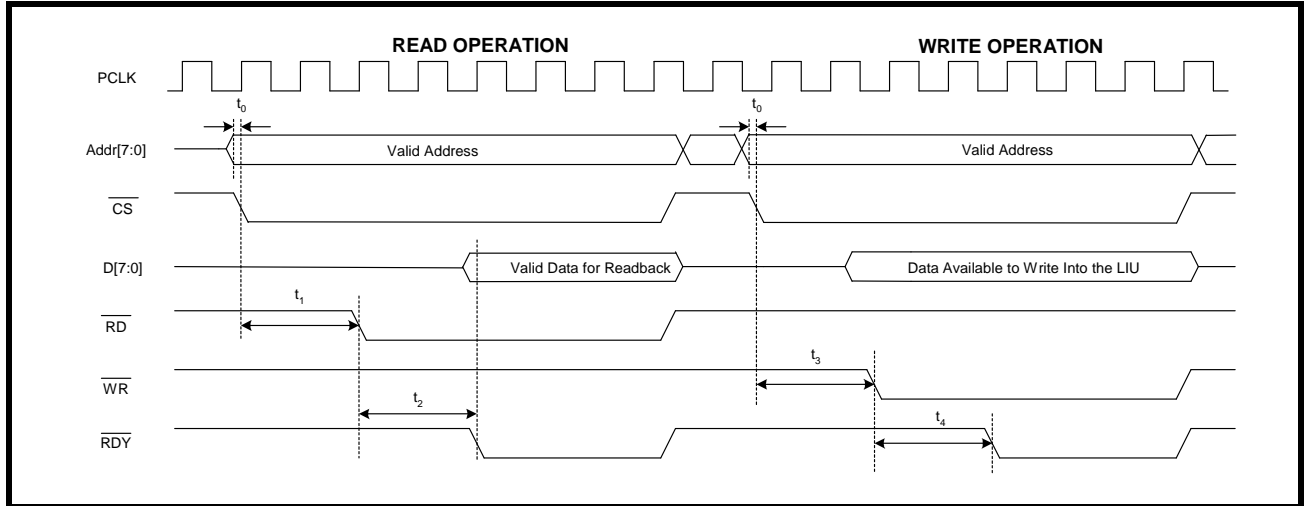 READ OPERATION WRITE OPERATION
PCLK
t0 t0
Addr[7:0] Valid Address Valid Address
CS
D[7:0] Valid Data for Readback Data Available to Write Into the LIU
t1
RD
t3
WR
t2
t4
RDY